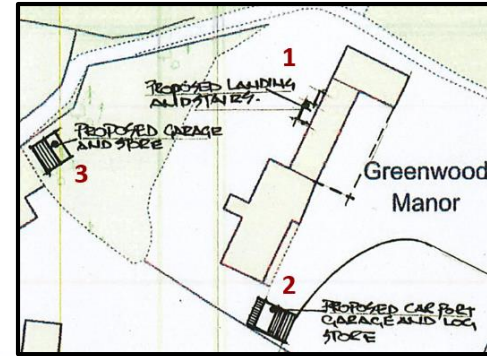 1
PROPOSED LANDING
AND STAIRS.
PROPOSED GARAGE
AND STORE
3
Greenwood
Manor
2
PROPOSED CAR PORT
GARAGE AND LOG
STORE